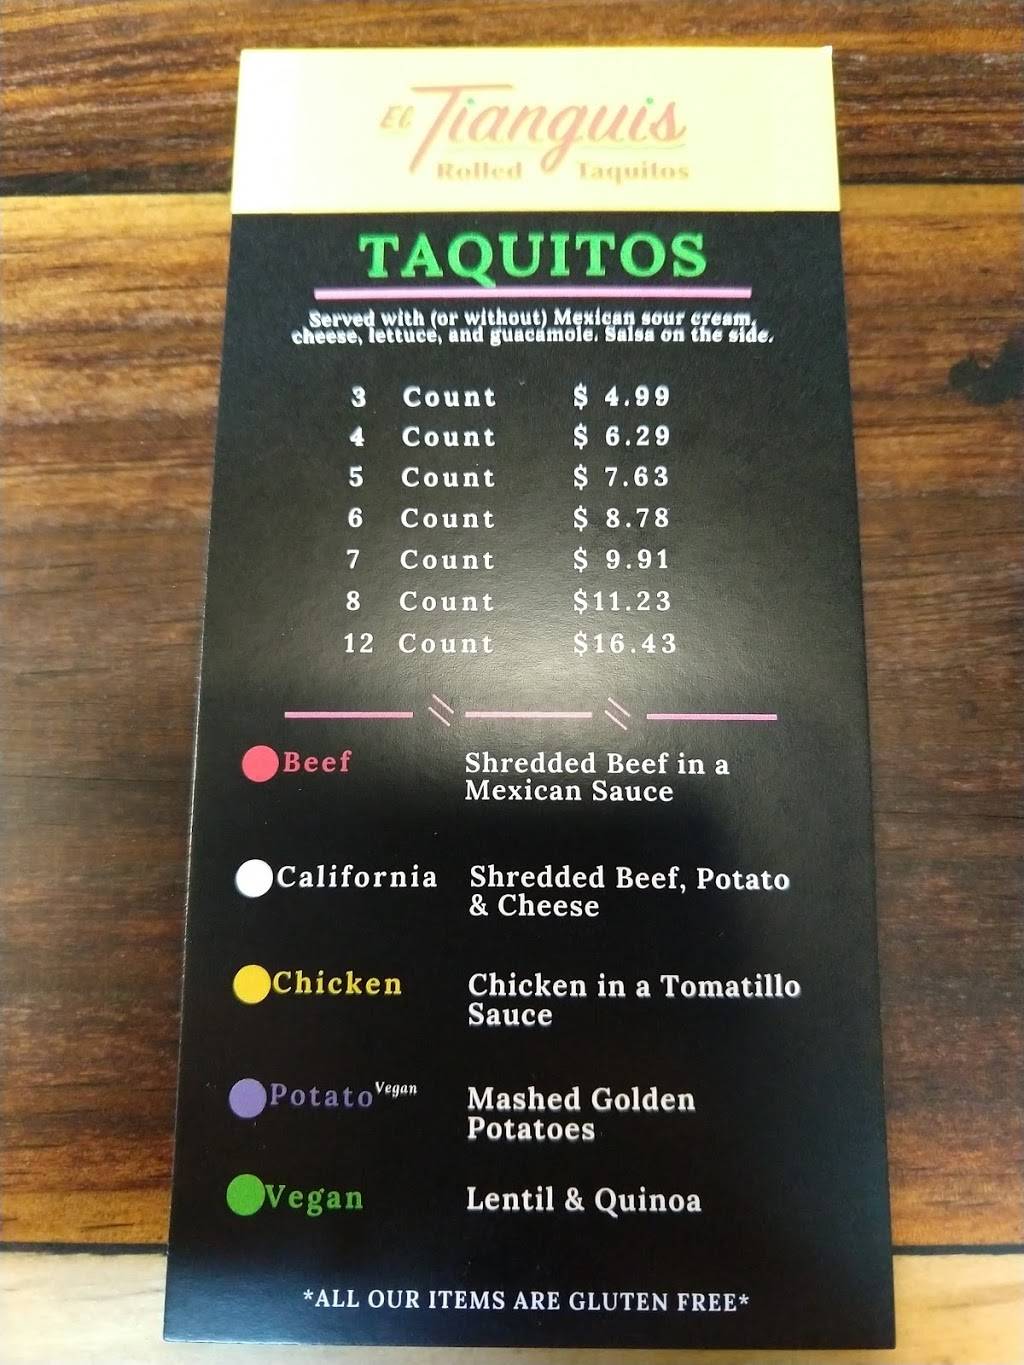 El Tianguis
Rolled Taquitos
TAQUITOS
Served with (or without) Mexican sour cream,
cheese, lettuce, and guacamole. Salsa on the side.
3 Count $ 4.99
4 Count $ 6.29
5 Count $ 7.63
6 Count $ 8.78
7 Count $ 9.91
8 Count $11.23
12 Count $16.43
Beef Shredded Beef in a
Mexican Sauce
California Shredded Beef, Potato
& Cheese
Chicken Chicken in a Tomatillo
Sauce
Potato Vegan Mashed Golden
Potatoes
Vegan Lentil & Quinoa
*ALL OUR ITEMS ARE GLUTEN FREE*